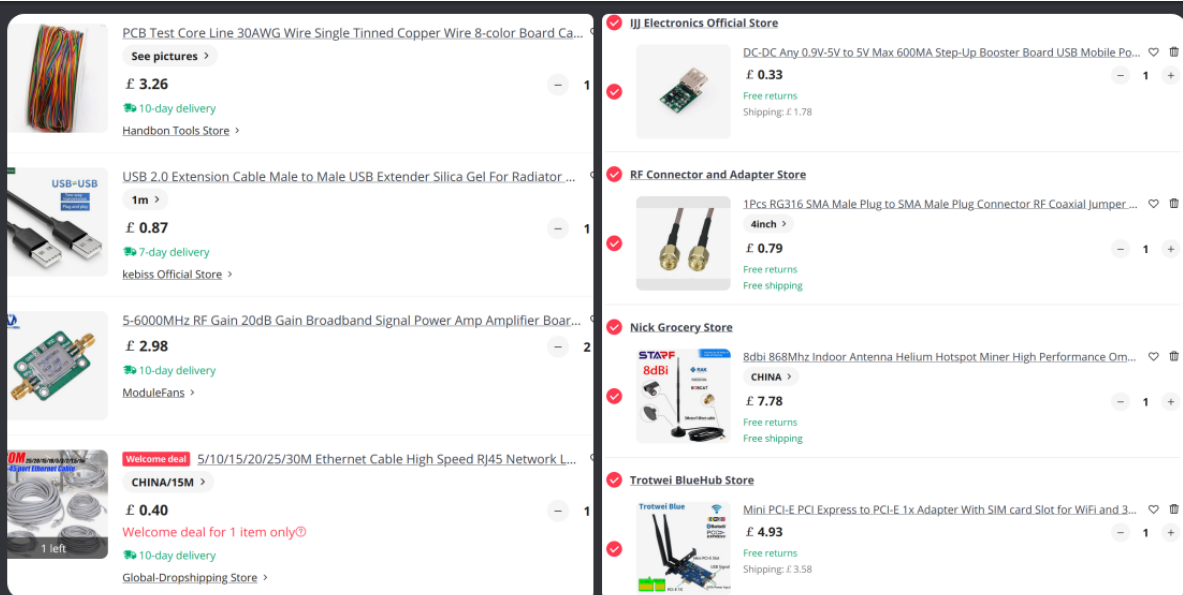 PCB Test Core Line 30AWG Wire Single Tinned Copper Wire 8-color Board Ca...
See pictures >
£ 3.26
− 1
10-day delivery
Handbon Tools Store >
USB=USB
USB 2.0 Extension Cable Male to Male USB Extender Silica Gel For Radiator ...
1m >
£ 0.87
− 1
7-day delivery
kebiss Official Store >
5-6000MHz RF Gain 20dB Gain Broadband Signal Power Amp Amplifier Boar...
£ 2.98
− 2
10-day delivery
ModuleFans >
Welcome deal 5/10/15/20/25/30M Ethernet Cable High Speed RJ45 Network L...
CHINA/15M >
£ 0.40
− 1
Welcome deal for 1 item only
1 left
10-day delivery
Global-Dropshipping Store >
IJJ Electronics Official Store
DC-DC Any 0.9V-5V to 5V Max 600MA Step-Up Booster Board USB Mobile Po...
£ 0.33
− 1 +
Free returns
Shipping: £ 1.78
RF Connector and Adapter Store
1Pcs RG316 SMA Male Plug to SMA Male Plug Connector RF Coaxial Jumper ...
4inch >
£ 0.79
− 1 +
Free returns
Free shipping
Nick Grocery Store
8dBi
8dbi 868Mhz Indoor Antenna Helium Hotspot Miner High Performance Om...
CHINA >
£ 7.78
− 1 +
Free returns
Free shipping
Trotwei BlueHub Store
Trotwei Blue
Mini PCI-E PCI Express to PCI-E 1x Adapter With SIM card Slot for WiFi and 3...
£ 4.93
− 1 +
Free returns
Shipping: £ 3.58